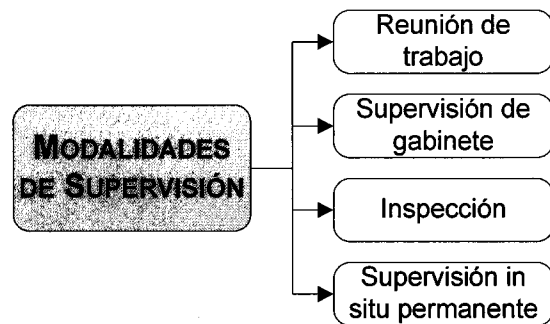 MODALIDADES
DE SUPERVISIÓN
Reunión de
trabajo
Supervisión de
gabinete
Inspección
Supervisión in
situ permanente